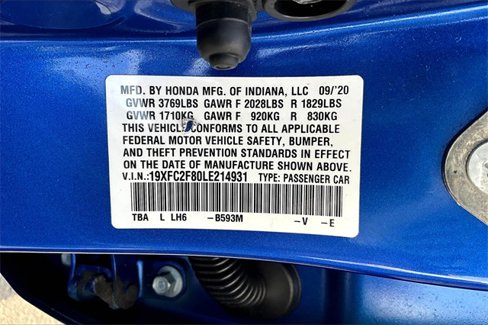 MFD. BY HONDA MFG. OF INDIANA, LLC 09/'20
GVWR 3769LBS GAWR F 2028LBS R 1829LBS
GVWR 1710KG GAWR F 920KG R 830KG
THIS VEHICLE CONFORMS TO ALL APPLICABLE
FEDERAL MOTOR VEHICLE SAFETY, BUMPER,
AND THEFT PREVENTION STANDARDS IN EFFECT
ON THE DATE OF MANUFACTURE SHOWN ABOVE.
V.I.N.:19XFC2F80LE214931 TYPE:PASSENGER CAR
TBA L LH6 -B593M -V -E